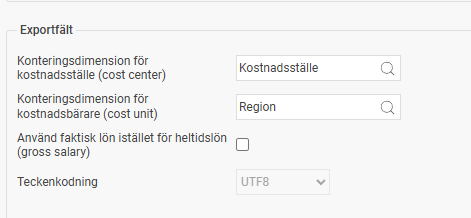 Exportfält
Konteringsdimension för
kostnadsställe (cost center)
Kostnadsställe
Konteringsdimension för
kostnadsbärare (cost unit)
Region
Använd faktisk lön istället för heltidslön
(gross salary)
Teckenkodning
UTF8